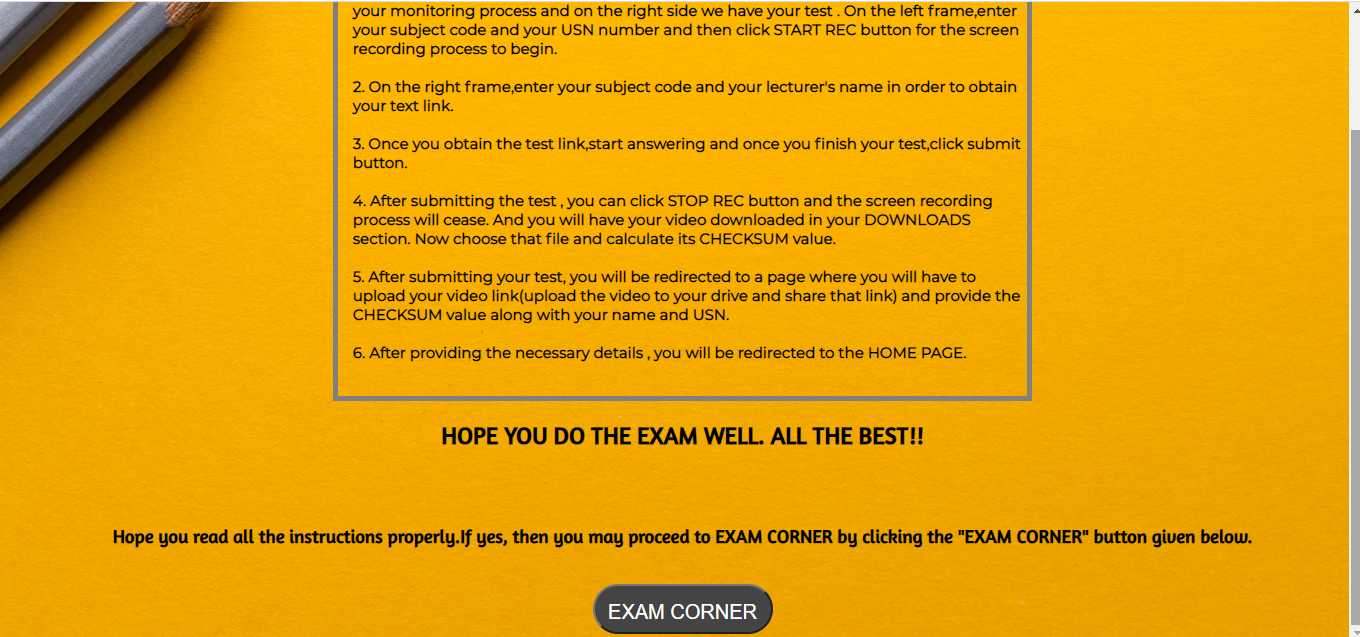 your monitoring process and on the right side we have your test . On the left frame,enter
your subject code and your USN number and then click START REC button for the screen
recording process to begin.
2. On the right frame,enter your subject code and your lecturer's name in order to obtain
your text link.
3. Once you obtain the test link,start answering and once you finish your test,click submit
button.
4. After submitting the test , you can click STOP REC button and the screen recording
process will cease. And you will have your video downloaded in your DOWNLOADS
section. Now choose that file and calculate its CHECKSUM value.
5. After submitting your test, you will be redirected to a page where you will have to
upload your video link(upload the video to your drive and share that link) and provide the
CHECKSUM value along with your name and USN.
6. After providing the necessary details , you will be redirected to the HOME PAGE.
HOPE YOU DO THE EXAM WELL. ALL THE BEST!!
Hope you read all the instructions properly.If yes, then you may proceed to EXAM CORNER by clicking the "EXAM CORNER" button given below.
EXAM CORNER